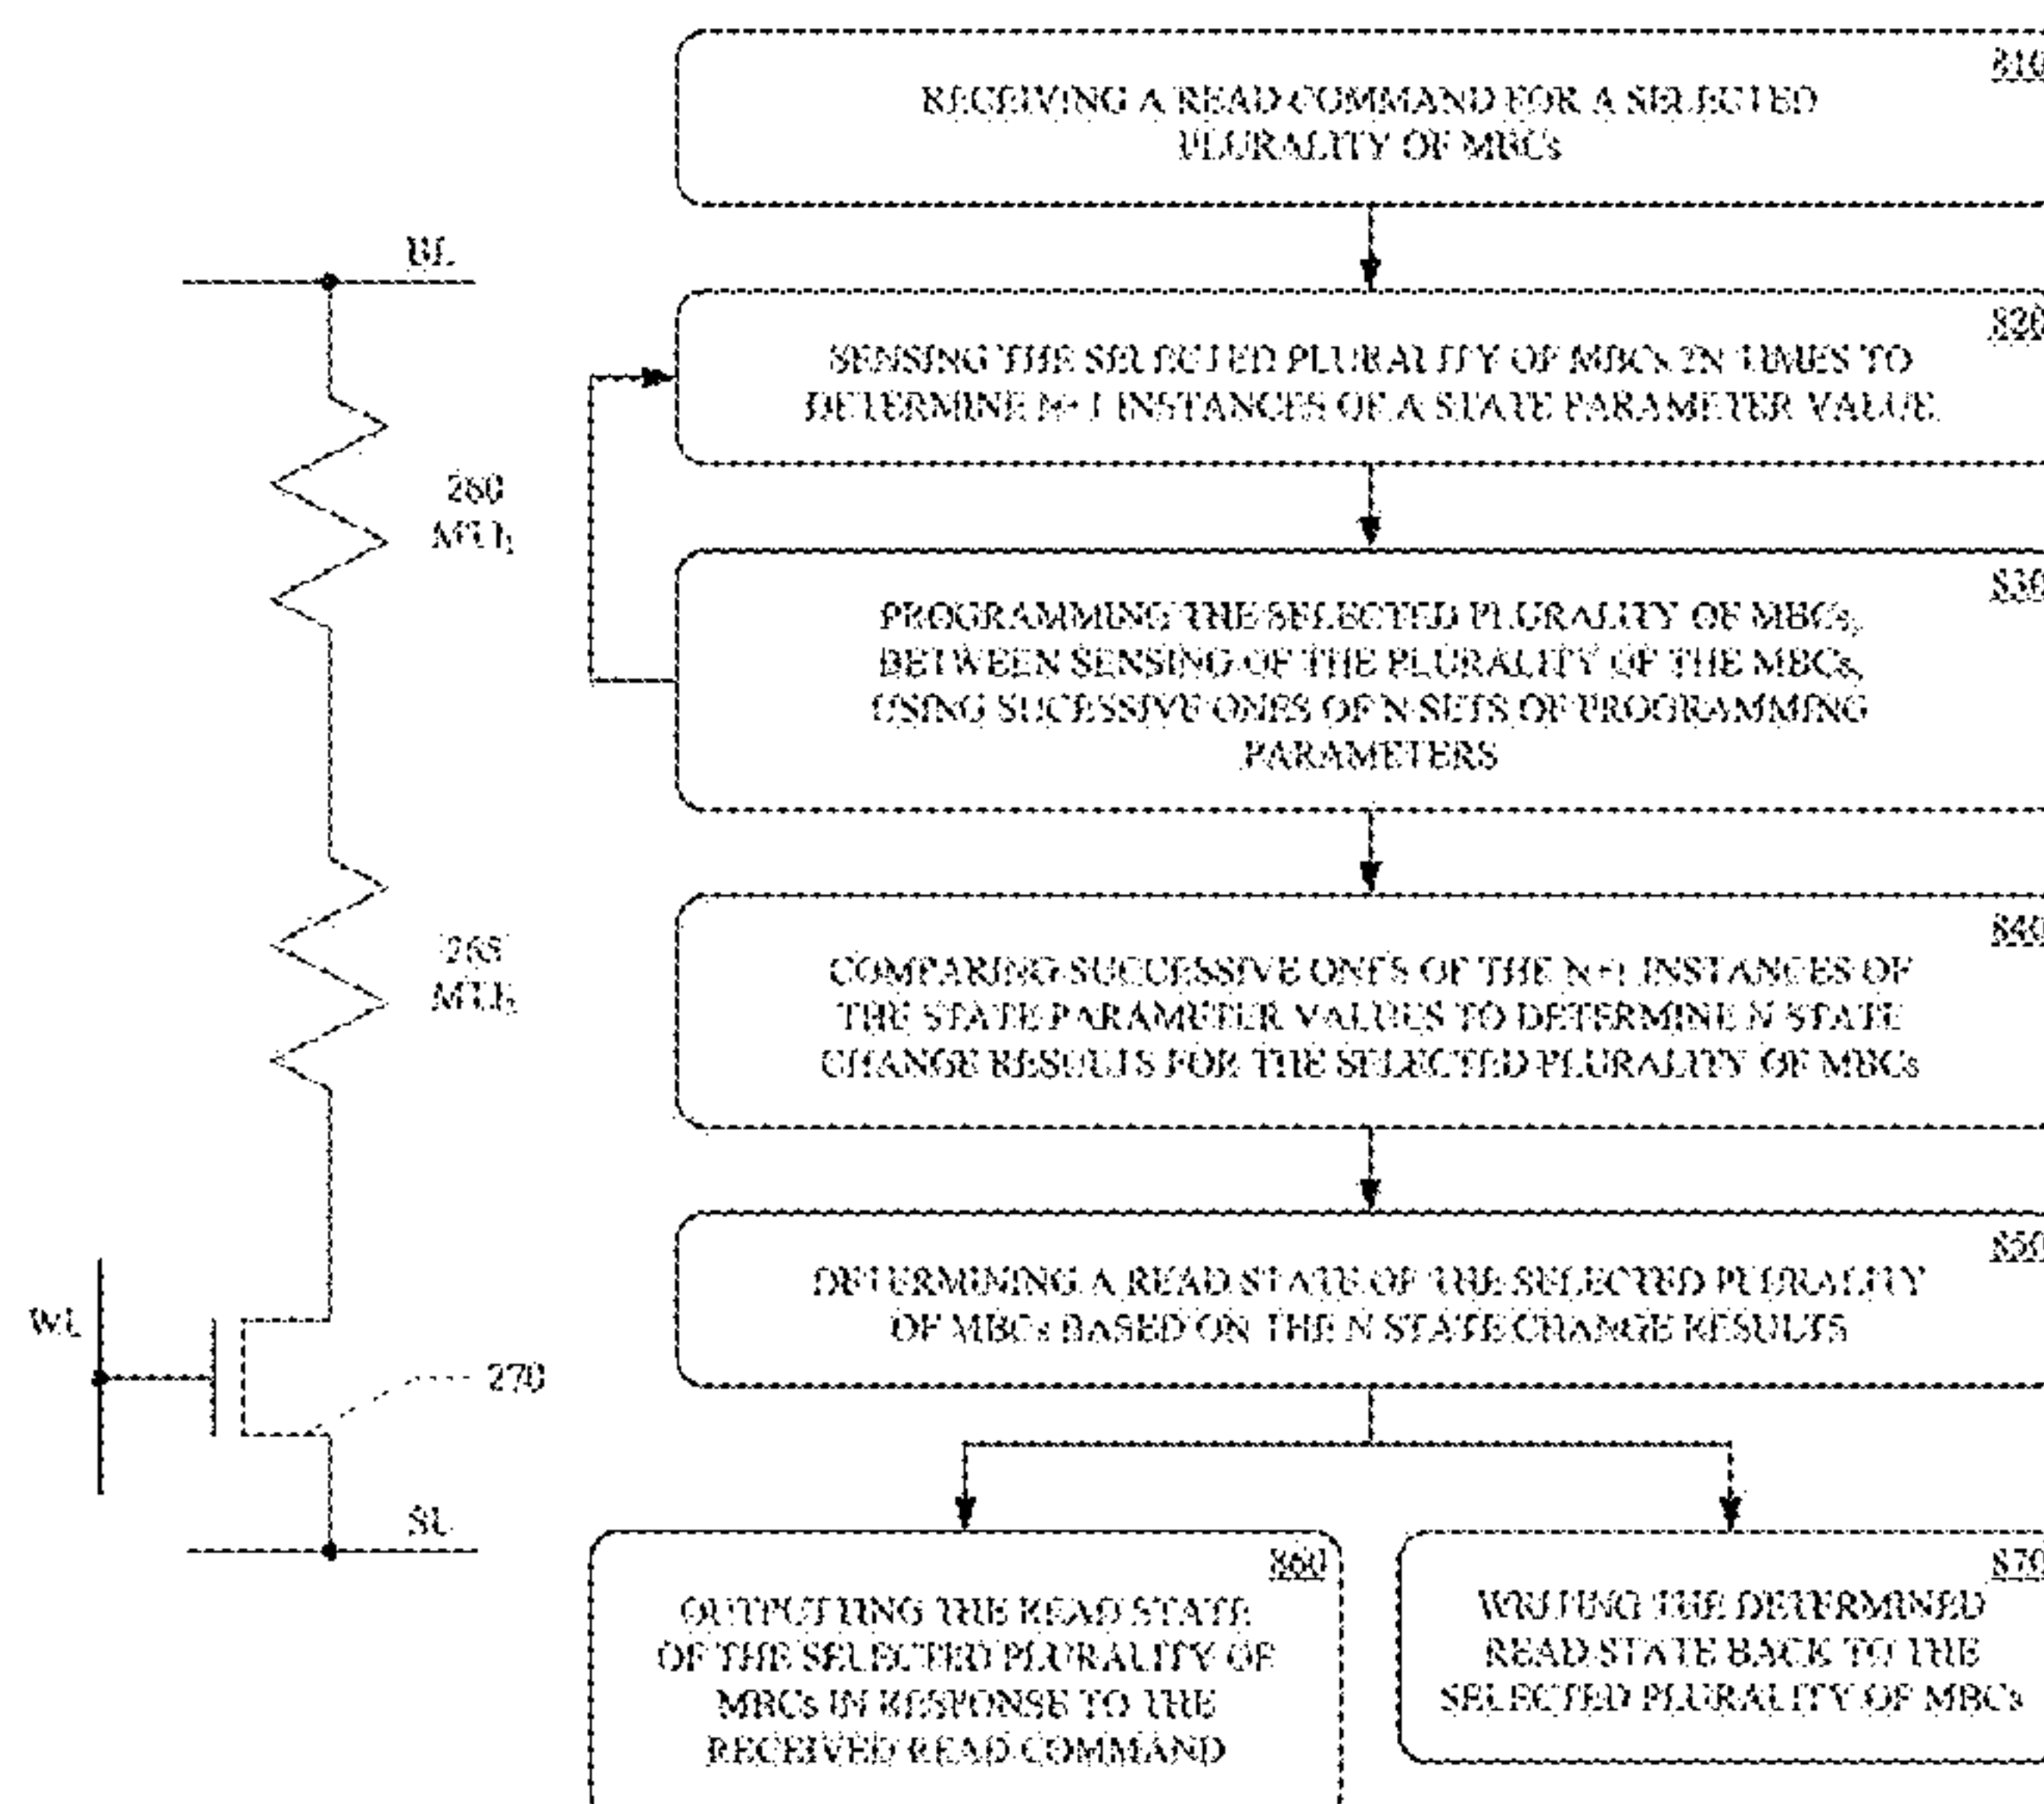 BL
260
MTJ₁
265
MTJ₂
WL
270
SL
810
RECEIVING A READ COMMAND FOR A SELECTED
PLURALITY OF MBCs
820
SENSING THE SELECTED PLURALITY OF MBCs 2N TIMES TO
DETERMINE N+1 INSTANCES OF A STATE PARAMETER VALUE
830
PROGRAMMING THE SELECTED PLURALITY OF MBCs,
BETWEEN SENSING OF THE PLURALITY OF THE MBCs,
USING SUCESSIVE ONES OF N SETS OF PROGRAMMING
PARAMETERS
840
COMPARING SUCCESSIVE ONES OF THE N+1 INSTANCES OF
THE STATE PARAMETER VALUES TO DETERMINE N STATE
CHANGE RESULTS FOR THE SELECTED PLURALITY OF MBCs
850
DETERMINING A READ STATE OF THE SELECTED PLURALITY
OF MBCs BASED ON THE N STATE CHANGE RESULTS
860
OUTPUTTING THE READ STATE
OF THE SELECTED PLURALITY OF
MBCs IN RESPONSE TO THE
RECEIVED READ COMMAND
870
WRITING THE DETERMINED
READ STATE BACK TO THE
SELECTED PLURALITY OF MBCs